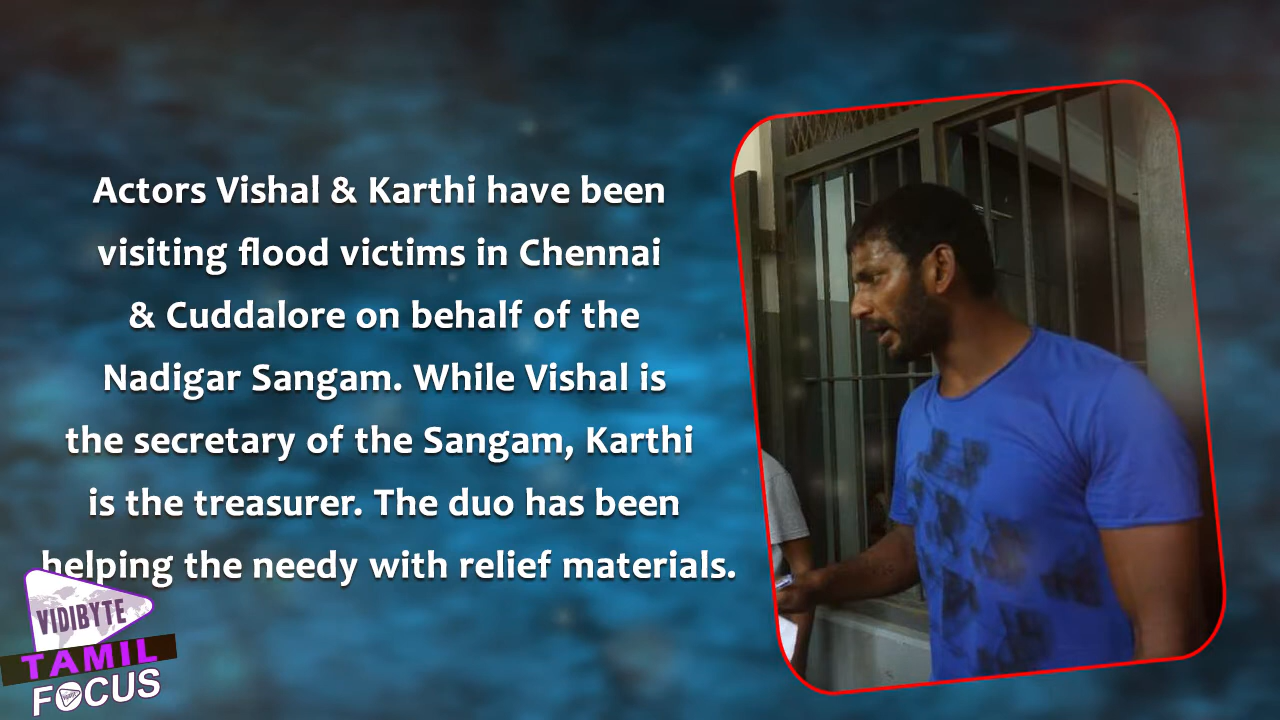 Actors Vishal & Karthi have been
visiting flood victims in Chennai
& Cuddalore on behalf of the
Nadigar Sangam. While Vishal is
the secretary of the Sangam, Karthi
is the treasurer. The duo has been
helping the needy with relief materials.
VIDIBYTE
TAMIL
FOCUS